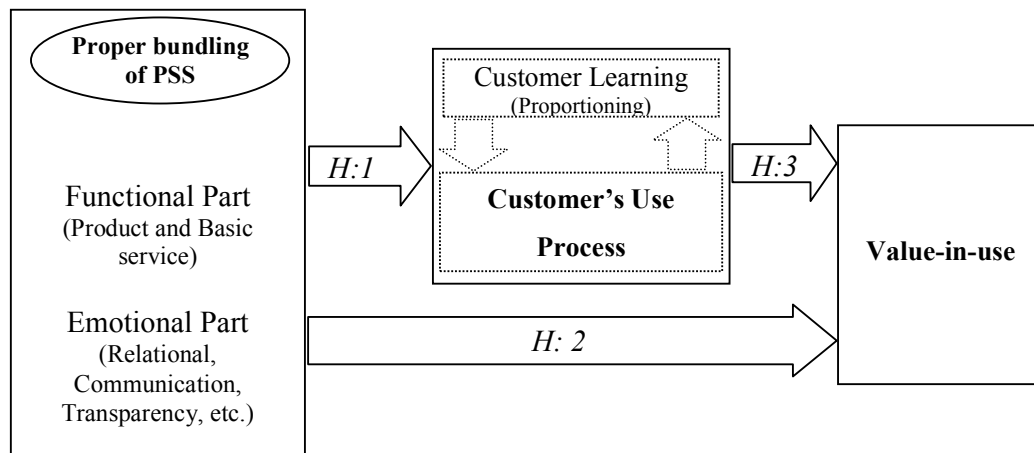 Proper bundling
of PSS
Functional Part
(Product and Basic
service)
Emotional Part
(Relational,
Communication,
Transparency, etc.)
H:1
Customer Learning
(Proportioning)
Customer’s Use
Process
H:3
H: 2
Value-in-use